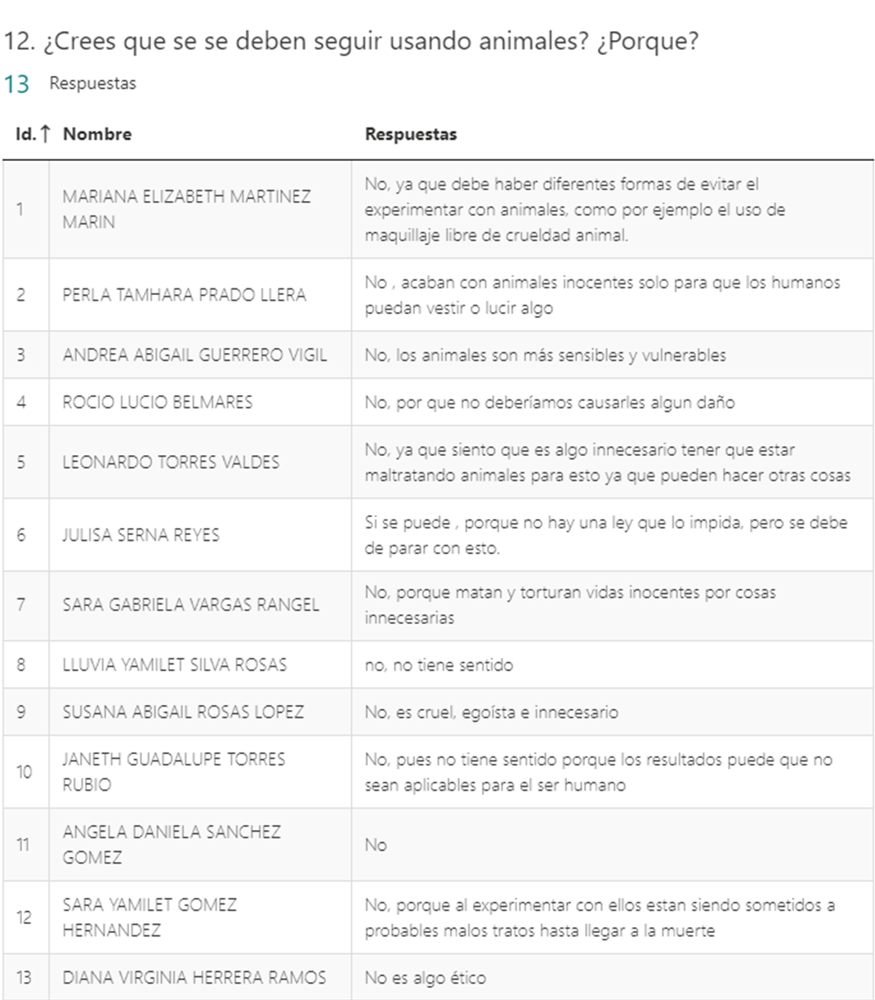 12. ¿Crees que se se deben seguir usando animales? ¿Porque?
13 Respuestas
Id.↑ Nombre Respuestas
1 MARIANA ELIZABETH MARTINEZ MARIN No, ya que debe haber diferentes formas de evitar el
experimentar con animales, como por ejemplo el uso de
maquillaje libre de crueldad animal.
2 PERLA TAMHARA PRADO LLERA No , acaban con animales inocentes solo para que los humanos
puedan vestir o lucir algo
3 ANDREA ABIGAIL GUERRERO VIGIL No, los animales son más sensibles y vulnerables
4 ROCIO LUCIO BELMARES No, por que no deberíamos causarles algun daño
5 LEONARDO TORRES VALDES No, ya que siento que es algo innecesario tener que estar
maltratando animales para esto ya que pueden hacer otras cosas
6 JULISA SERNA REYES Si se puede , porque no hay una ley que lo impida, pero se debe
de parar con esto.
7 SARA GABRIELA VARGAS RANGEL No, porque matan y torturan vidas inocentes por cosas
innecesarias
8 LLUVIA YAMILET SILVA ROSAS no, no tiene sentido
9 SUSANA ABIGAIL ROSAS LOPEZ No, es cruel, egoísta e innecesario
10 JANETH GUADALUPE TORRES RUBIO No, pues no tiene sentido porque los resultados puede que no
sean aplicables para el ser humano
11 ANGELA DANIELA SANCHEZ GOMEZ No
12 SARA YAMILET GOMEZ HERNANDEZ No, porque al experimentar con ellos estan siendo sometidos a
probables malos tratos hasta llegar a la muerte
13 DIANA VIRGINIA HERRERA RAMOS No es algo ético